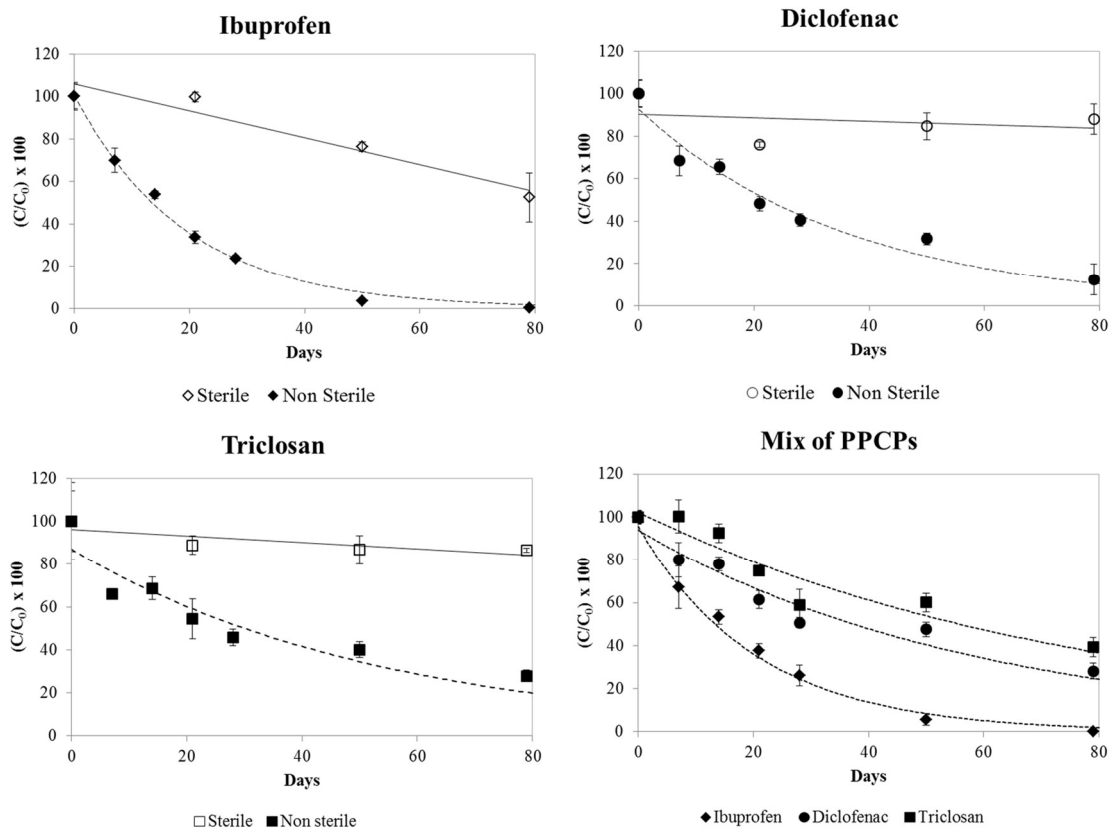 Ibuprofen
120
100
80
60
40
20
0
(C/C₀) x 100
0 20 40 60 80
Days
Sterile Non Sterile
Diclofenac
120
100
80
60
40
20
0
(C/C₀) x 100
0 20 40 60 80
Days
Sterile Non Sterile
Triclosan
120
100
80
60
40
20
0
(C/C₀) x 100
0 20 40 60 80
Days
Sterile Non sterile
Mix of PPCPs
120
100
80
60
40
20
0
(C/C₀) x 100
0 20 40 60 80
Days
Ibuprofen Diclofenac Triclosan